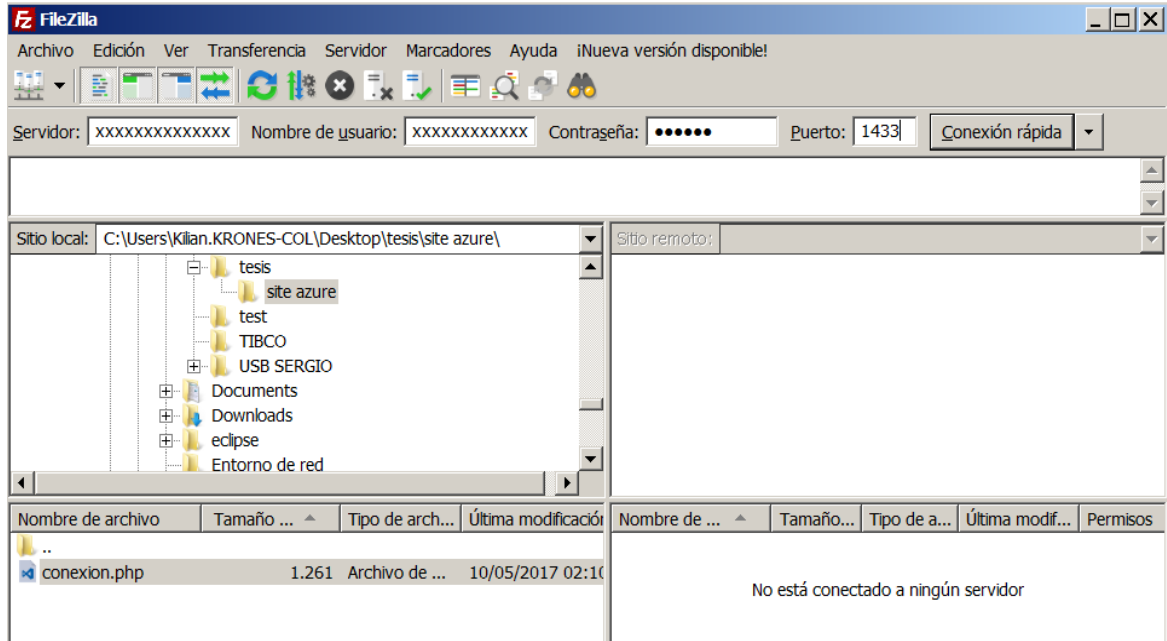 FileZilla
Archivo Edición Ver Transferencia Servidor Marcadores Ayuda ¡Nueva versión disponible!
Servidor: xxxxxxxxxxxxxx Nombre de usuario: xxxxxxxxxxxx Contraseña: ●●●●●● Puerto: 1433 Conexión rápida
Sitio local: C:\Users\Kilian.KRONES-COL\Desktop\tesis\site azure\ Sitio remoto:
tesis
site azure
test
TIBCO
USB SERGIO
Documents
Downloads
eclipse
Entorno de red
Nombre de archivo Tamaño ... Tipo de arch... Última modificación Nombre de ... Tamaño... Tipo de a... Última modif... Permisos
..
conexion.php 1.261 Archivo de ... 10/05/2017 02:10
No está conectado a ningún servidor